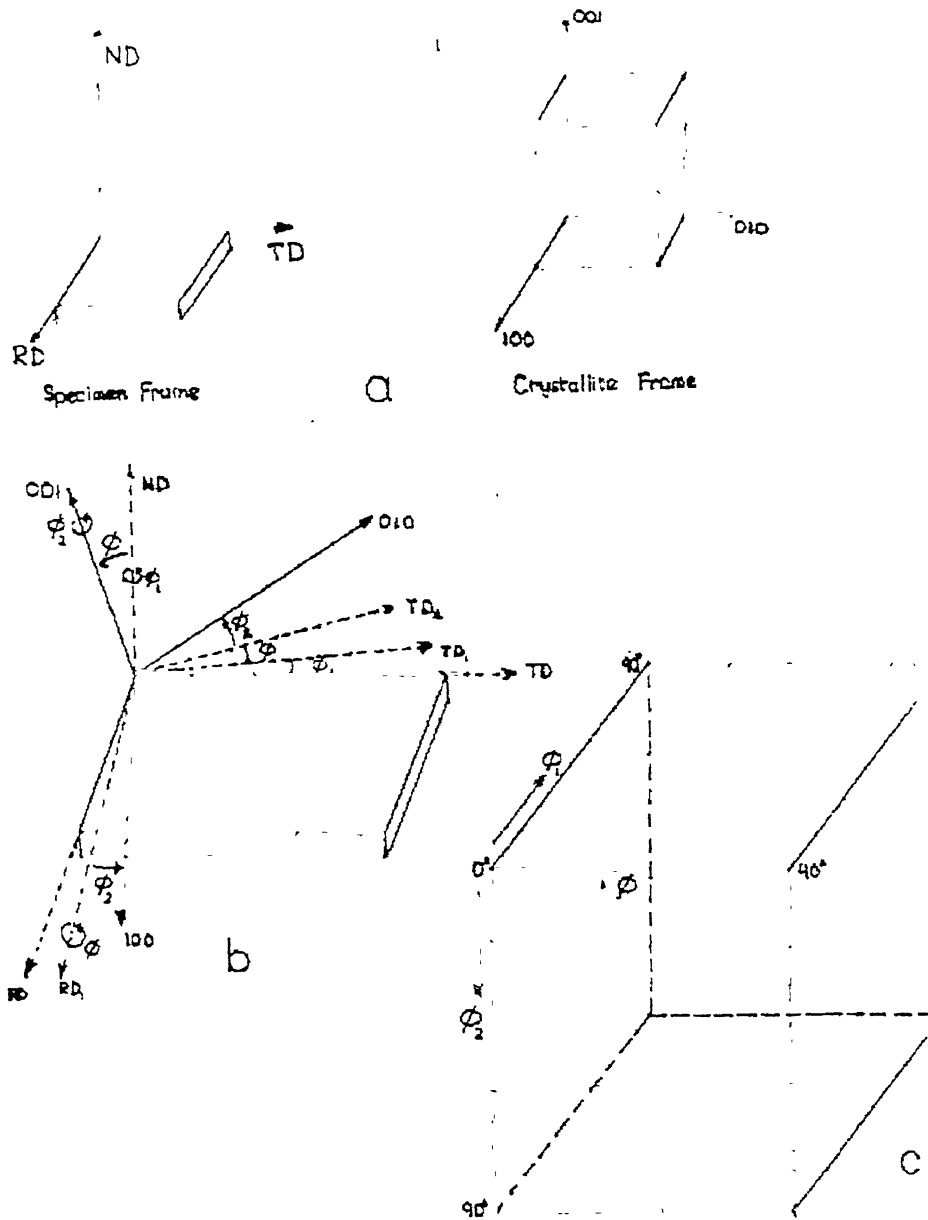 001
ND
TD
010
RD
100
Specimen Frame
a
Crystallite Frame
001
ND
ϕ2
ϕ
ϕ1
010
ϕ2
TD2
ϕ
TD1
ϕ1
TD
90°
ϕ1
0°
90°
ϕ
ϕ2
100
ϕ
RD
RD1
b
ϕ2
90°
c